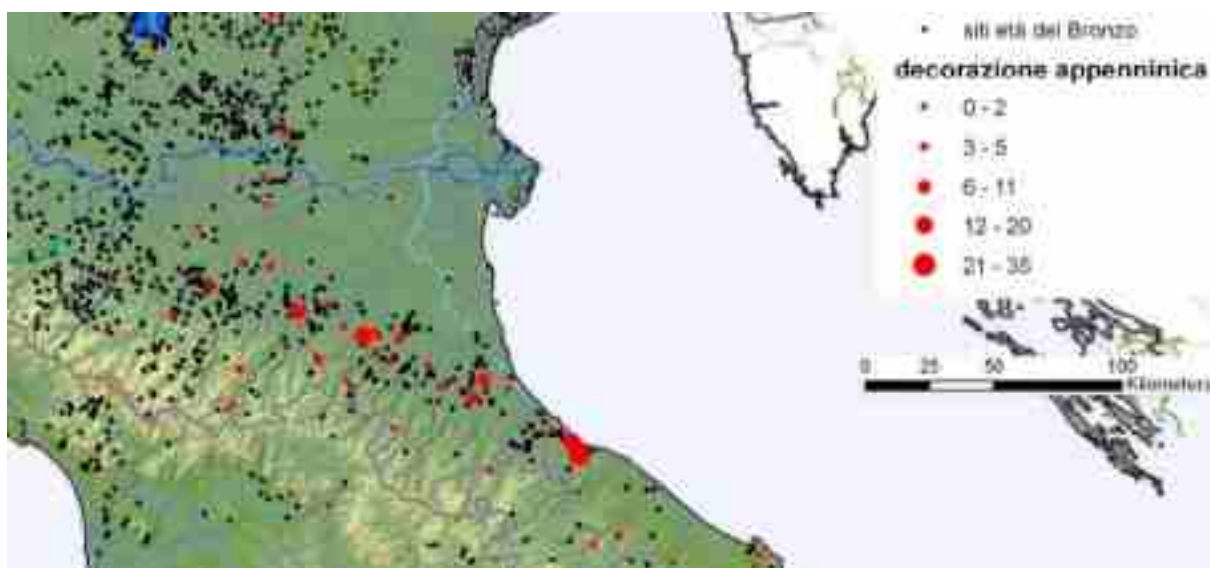 siti età del Bronzo
decorazione appenninica
0 - 2
3 - 5
6 - 11
12 - 20
21 - 35
0 25 50 100
Kilometers